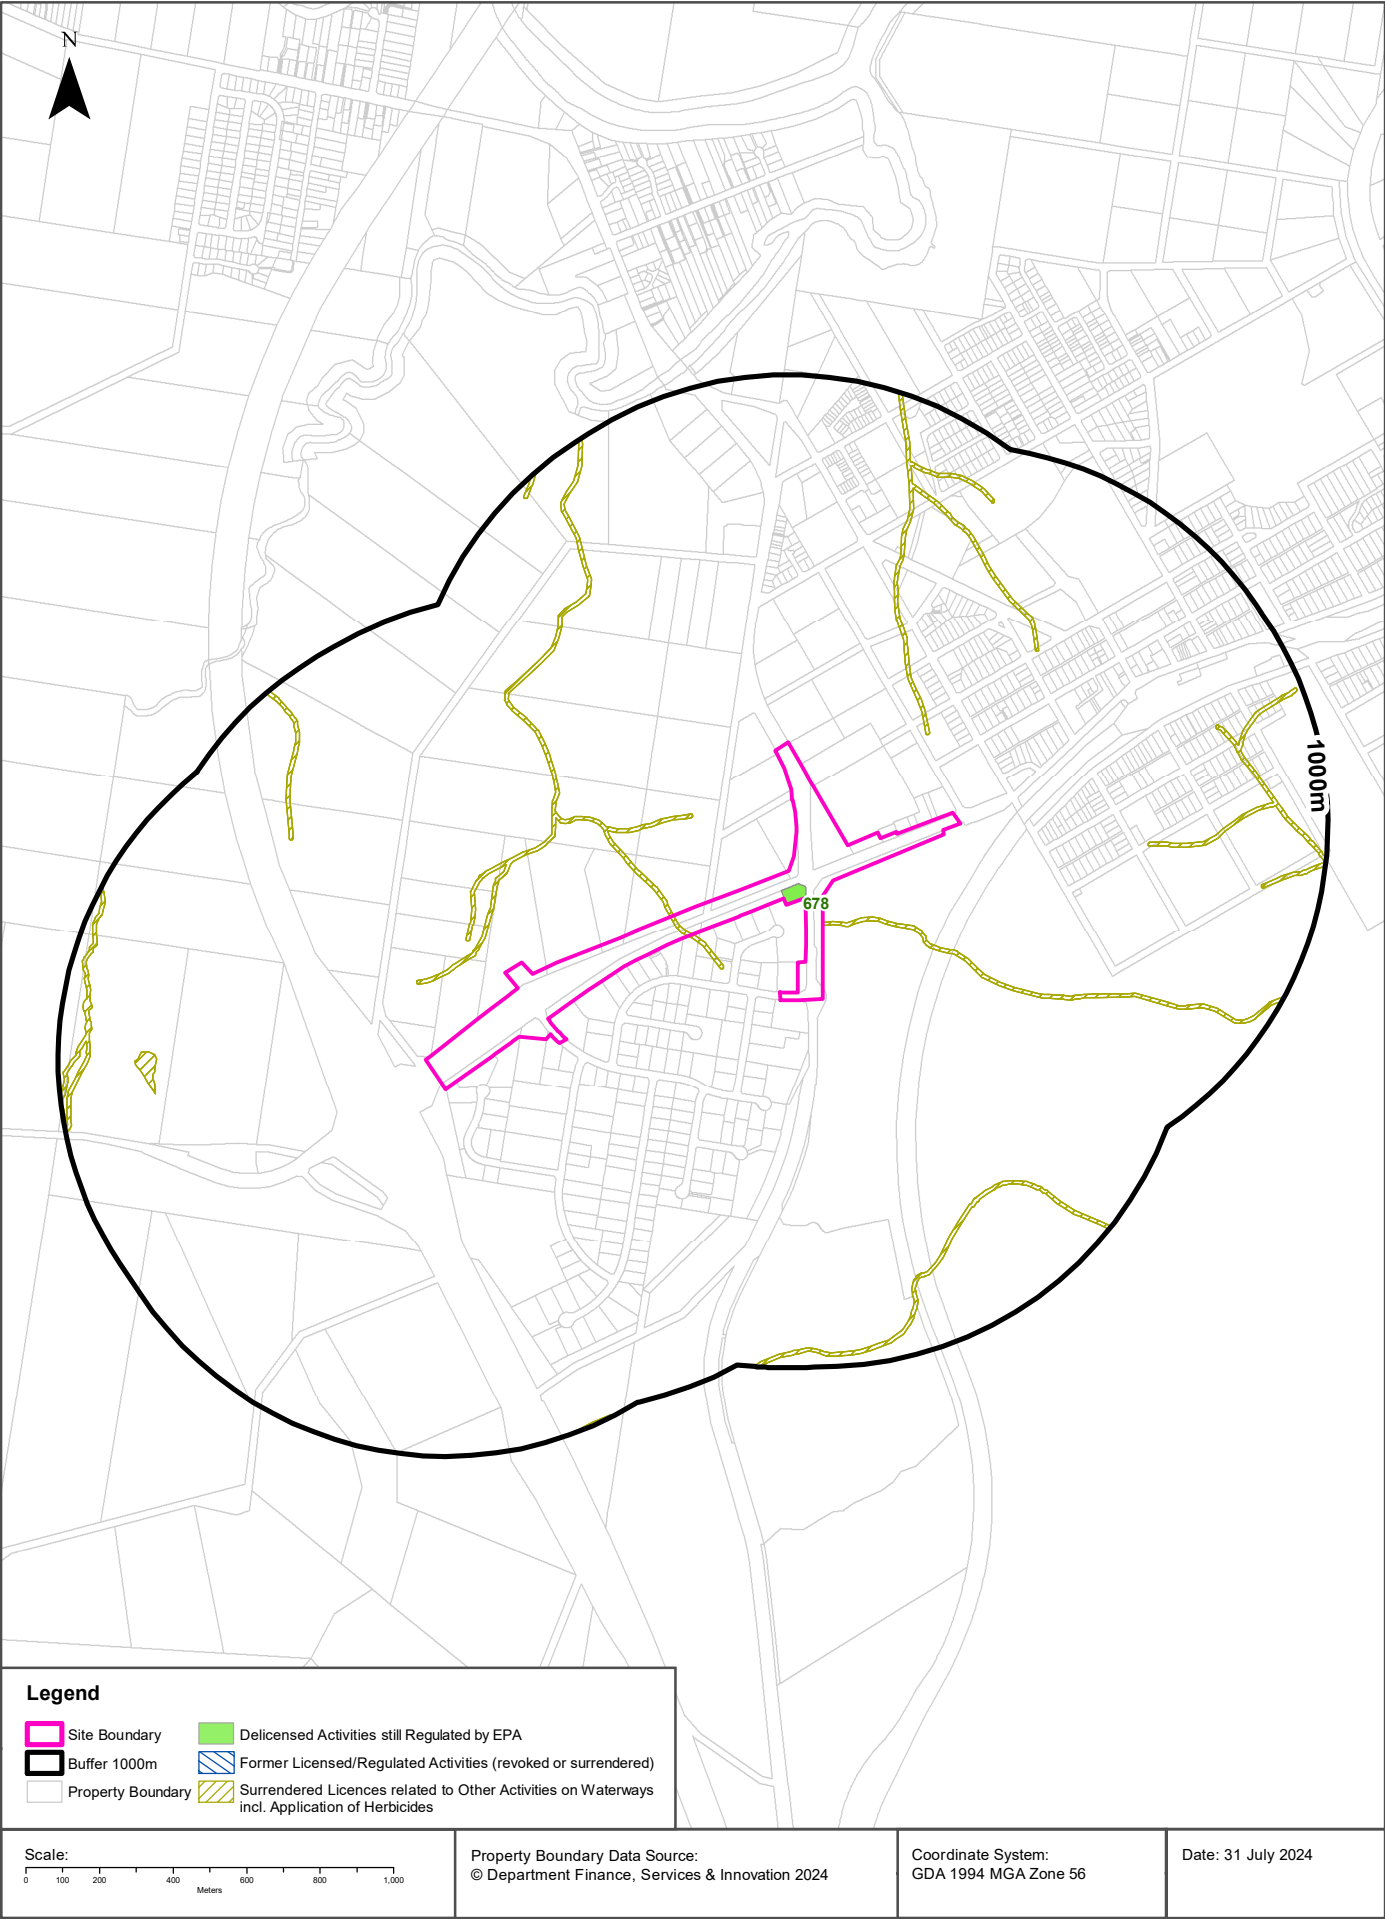 N
1000m
678
Legend
Site Boundary
Buffer 1000m
Property Boundary
Delicensed Activities still Regulated by EPA
Former Licensed/Regulated Activities (revoked or surrendered)
Surrendered Licences related to Other Activities on Waterways
incl. Application of Herbicides
Scale:
0 100 200 400 600 800 1,000
Meters
Property Boundary Data Source:
© Department Finance, Services & Innovation 2024
Coordinate System:
GDA 1994 MGA Zone 56
Date: 31 July 2024